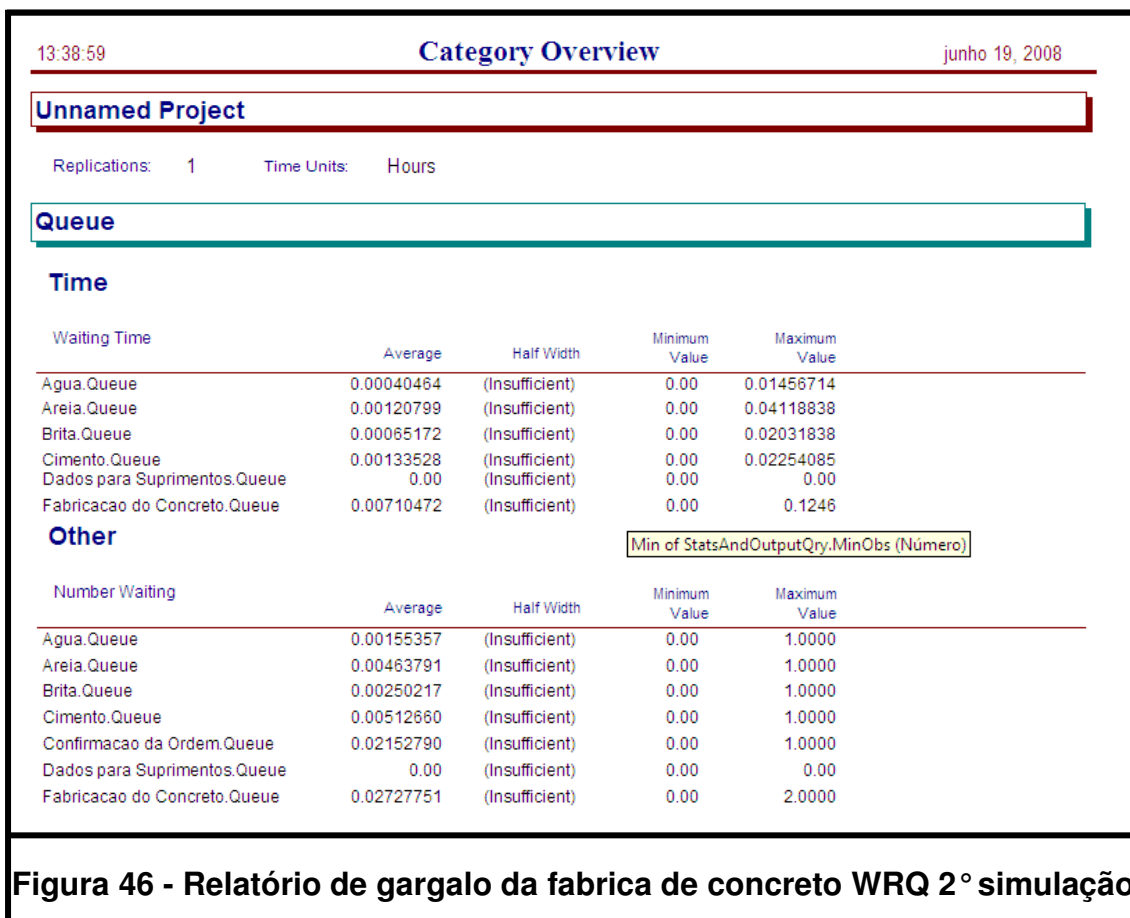 13:38:59 Category Overview junho 19, 2008
Unnamed Project
Replications: 1 Time Units: Hours
Queue
Time
Waiting Time Average Half Width Minimum Value Maximum Value
Agua.Queue 0.00040464 (Insufficient) 0.00 0.01456714
Areia.Queue 0.00120799 (Insufficient) 0.00 0.04118838
Brita.Queue 0.00065172 (Insufficient) 0.00 0.02031838
Cimento.Queue 0.00133528 (Insufficient) 0.00 0.02254085
Dados para Suprimentos.Queue 0.00 (Insufficient) 0.00 0.00
Fabricacao do Concreto.Queue 0.00710472 (Insufficient) 0.00 0.1246
Other
Min of StatsAndOutputQry.MinObs (Número)
Number Waiting Average Half Width Minimum Value Maximum Value
Agua.Queue 0.00155357 (Insufficient) 0.00 1.0000
Areia.Queue 0.00463791 (Insufficient) 0.00 1.0000
Brita.Queue 0.00250217 (Insufficient) 0.00 1.0000
Cimento.Queue 0.00512660 (Insufficient) 0.00 1.0000
Confirmacao da Ordem.Queue 0.02152790 (Insufficient) 0.00 1.0000
Dados para Suprimentos.Queue 0.00 (Insufficient) 0.00 0.00
Fabricacao do Concreto.Queue 0.02727751 (Insufficient) 0.00 2.0000
Figura 46 - Relatório de gargalo da fabrica de concreto WRQ 2° simulação